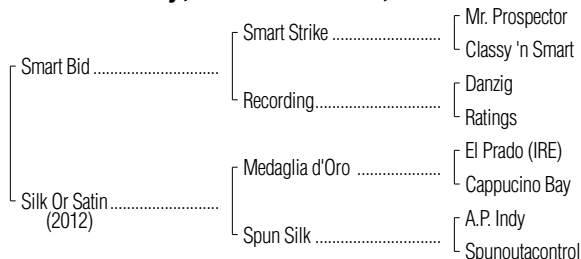 Mr. Prospector
Smart Strike ........................
Classy 'n Smart
Smart Bid ............................
Danzig
Recording............................
Ratings
El Prado (IRE)
Medaglia d'Oro ..................
Cappucino Bay
Silk Or Satin........................
(2012)
A.P. Indy
Spun Silk ............................
Spunoutacontrol